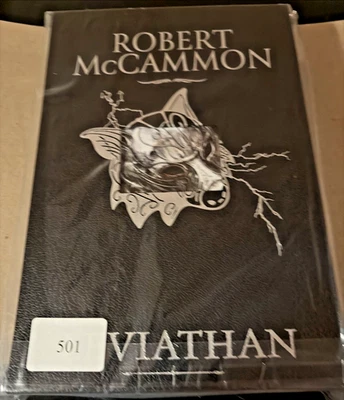 ROBERT
McCAMMON
501
VIATHAN